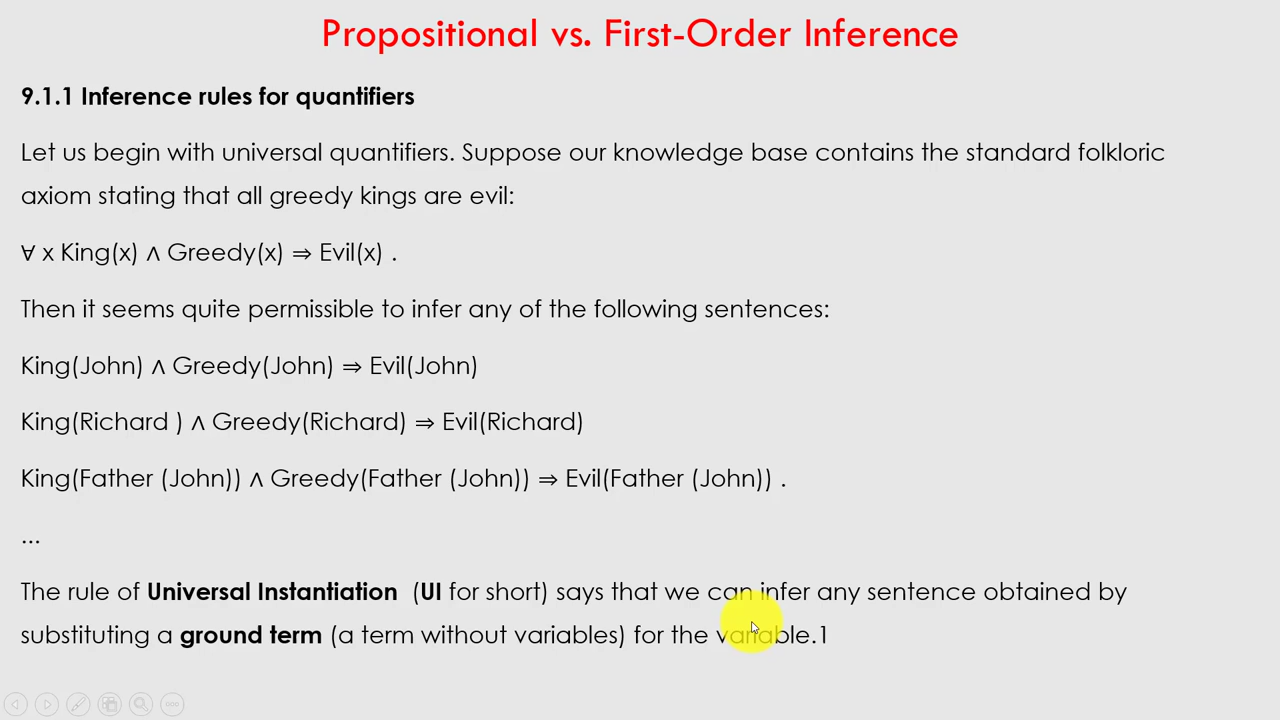 Propositional vs. First-Order Inference
9.1.1 Inference rules for quantifiers
Let us begin with universal quantifiers. Suppose our knowledge base contains the standard folkloric
axiom stating that all greedy kings are evil:
∀ x King(x) ∧ Greedy(x) ⇒ Evil(x) .
Then it seems quite permissible to infer any of the following sentences:
King(John) ∧ Greedy(John) ⇒ Evil(John)
King(Richard ) ∧ Greedy(Richard) ⇒ Evil(Richard)
King(Father (John)) ∧ Greedy(Father (John)) ⇒ Evil(Father (John)) .
...
The rule of Universal Instantiation (UI for short) says that we can infer any sentence obtained by
substituting a ground term (a term without variables) for the variable.1